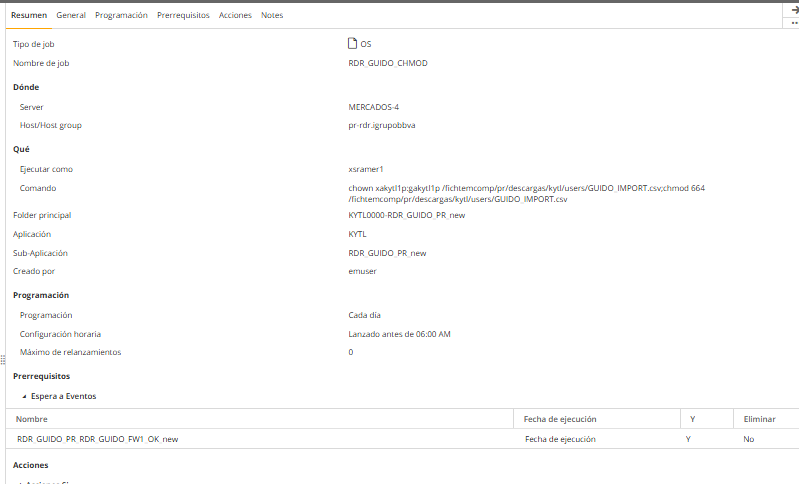 Resumen General Programación Prerrequisitos Acciones Notes
Tipo de job OS
Nombre de job RDR_GUIDO_CHMOD
Dónde
Server MERCADOS-4
Host/Host group pr-rdr.igrupobbva
Qué
Ejecutar como xsramer1
Comando chown xakytl1p:gakytl1p /fichtemcomp/pr/descargas/kytl/users/GUIDO_IMPORT.csv;chmod 664
/fichtemcomp/pr/descargas/kytl/users/GUIDO_IMPORT.csv
Folder principal KYTL0000-RDR_GUIDO_PR_new
Aplicación KYTL
Sub-Aplicación RDR_GUIDO_PR_new
Creado por emuser
Programación
Programación Cada día
Configuración horaria Lanzado antes de 06:00 AM
Máximo de relanzamientos 0
Prerrequisitos
Espera a Eventos
Nombre Fecha de ejecución Y Eliminar
RDR_GUIDO_PR_RDR_GUIDO_FW1_OK_new Fecha de ejecución Y No
Acciones